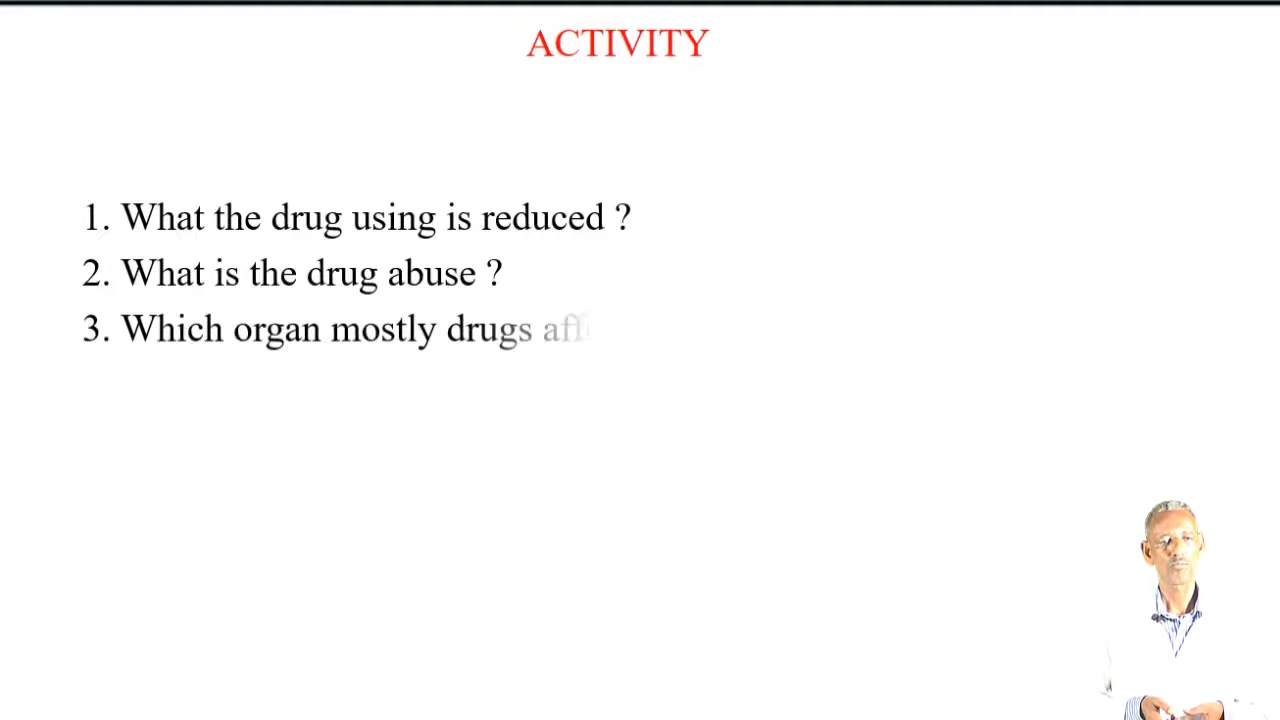 ACTIVITY
1. What the drug using is reduced ?
2. What is the drug abuse ?
3. Which organ mostly drugs